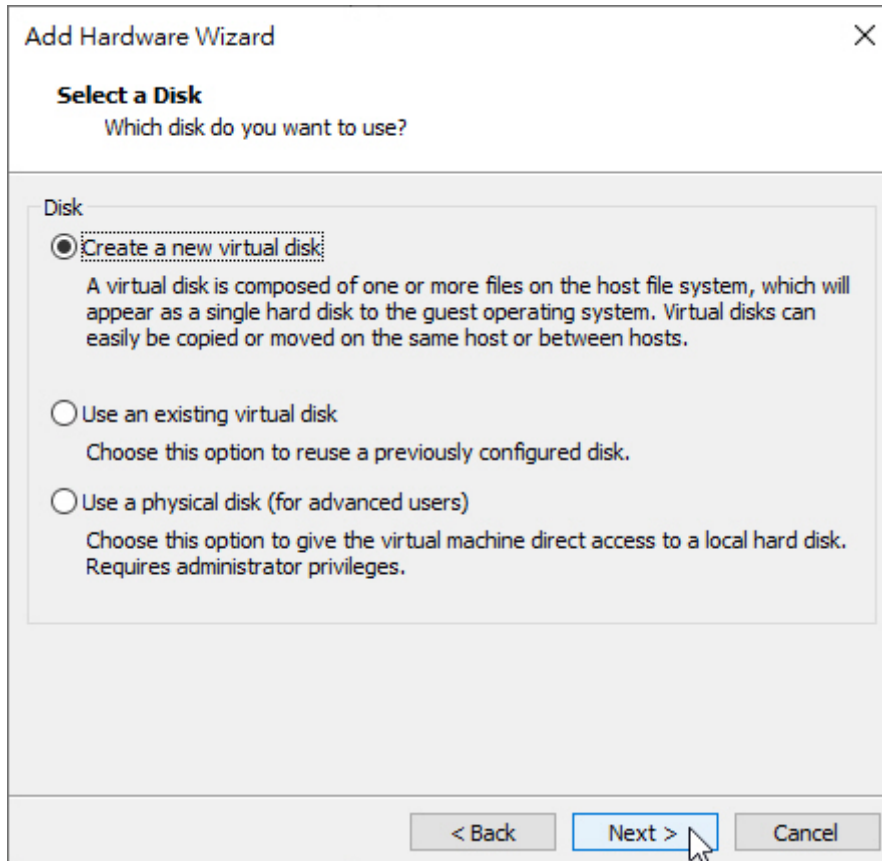 Add Hardware Wizard
Select a Disk
Which disk do you want to use?
Disk
Create a new virtual disk
A virtual disk is composed of one or more files on the host file system, which will
appear as a single hard disk to the guest operating system. Virtual disks can
easily be copied or moved on the same host or between hosts.
Use an existing virtual disk
Choose this option to reuse a previously configured disk.
Use a physical disk (for advanced users)
Choose this option to give the virtual machine direct access to a local hard disk.
Requires administrator privileges.
< Back Next > Cancel